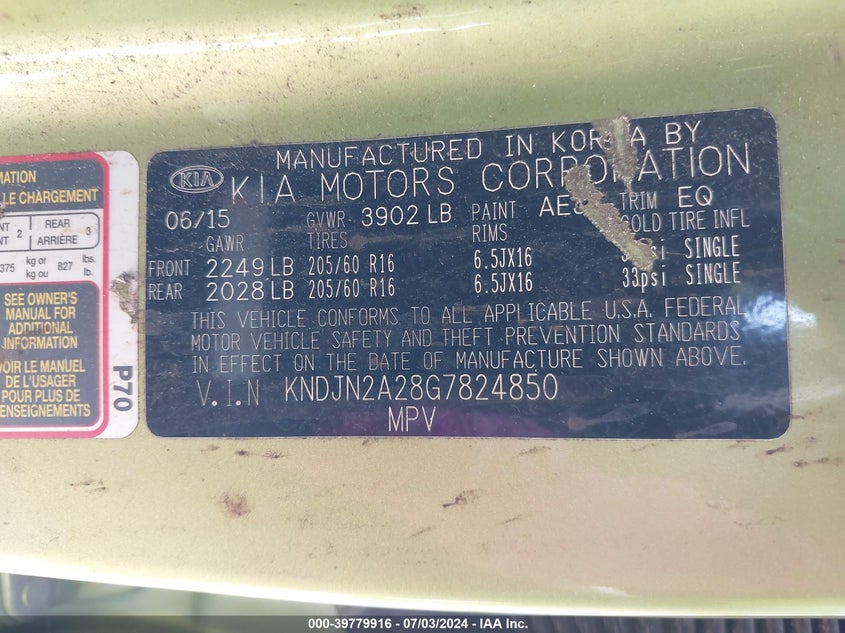 MATION
LE CHARGEMENT
NT 2 REAR ARRIÈRE 3
375 kg or kg ou 827 lbs. lb.
SEE OWNER'S
MANUAL FOR
ADDITIONAL
INFORMATION
VOIR LE MANUEL
DE L'USAGER
POUR PLUS DE
RENSEIGNEMENTS
P70
MANUFACTURED IN KOREA BY
KIA KIA MOTORS CORPORATION
06/15 GVWR: 3902 LB PAINT TRIM EQ
GAWR TIRES RIMS COLD TIRE INFL
FRONT 2249 LB 205/60 R16 6.5JX16 SINGLE
REAR 2028 LB 205/60 R16 6.5JX16 33psi SINGLE
THIS VEHICLE CONFORMS TO ALL APPLICABLE U.S.A. FEDERAL
MOTOR VEHICLE SAFETY AND THEFT PREVENTION STANDARDS
IN EFFECT ON THE DATE OF MANUFACTURE SHOWN ABOVE.
V.I.N KNDJN2A28G7824850
MPV
000-39779916 - 07/03/2024 - IAA Inc.